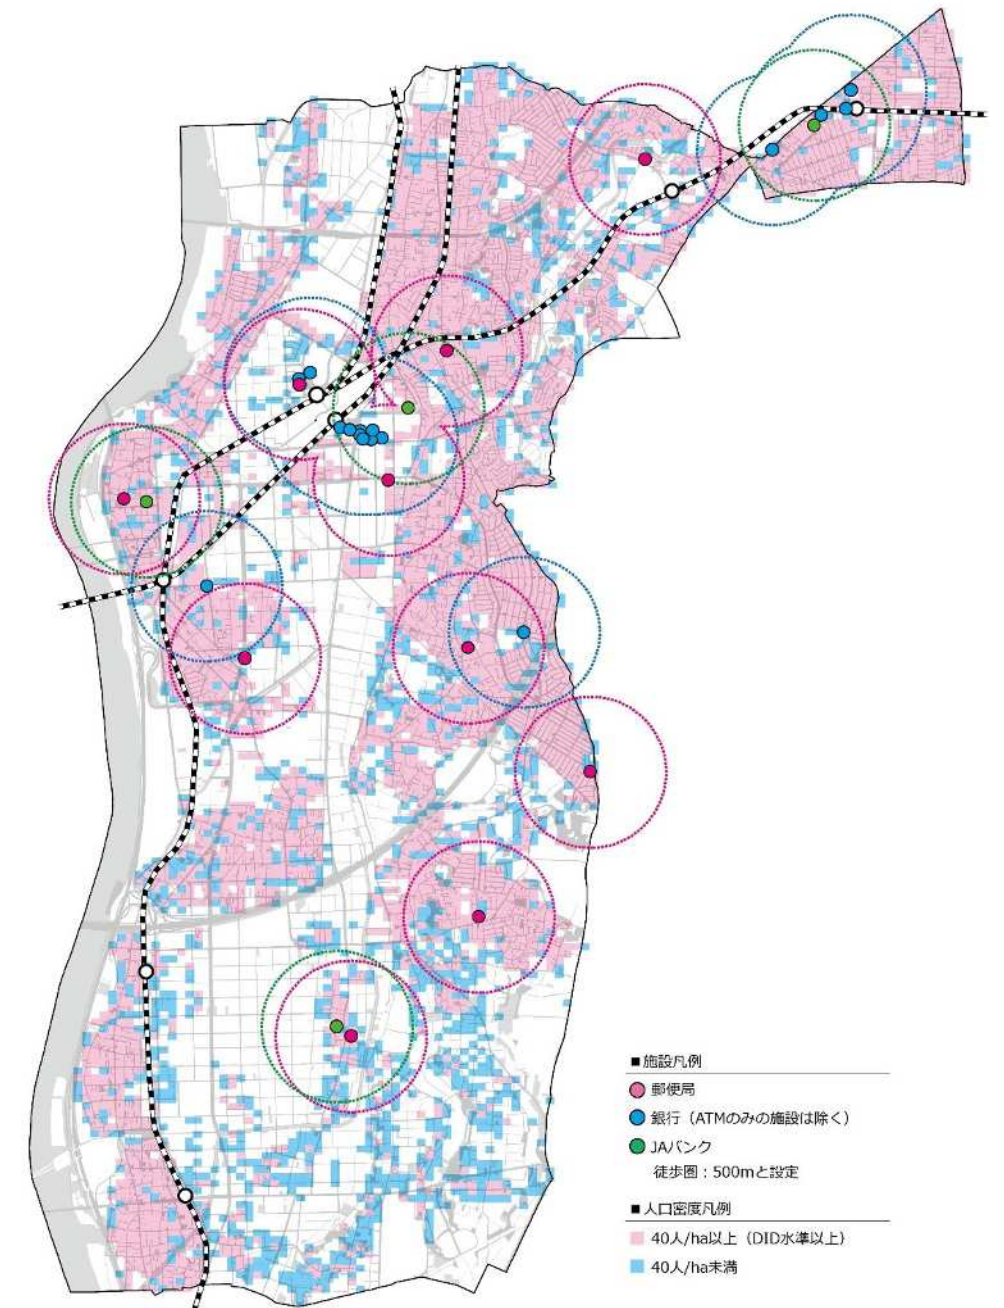 ■施設凡例
郵便局
銀行（ATMのみの施設は除く）
JAバンク
徒歩圏：500mと設定
■人口密度凡例
40人/ha以上（DID水準以上）
40人/ha未満